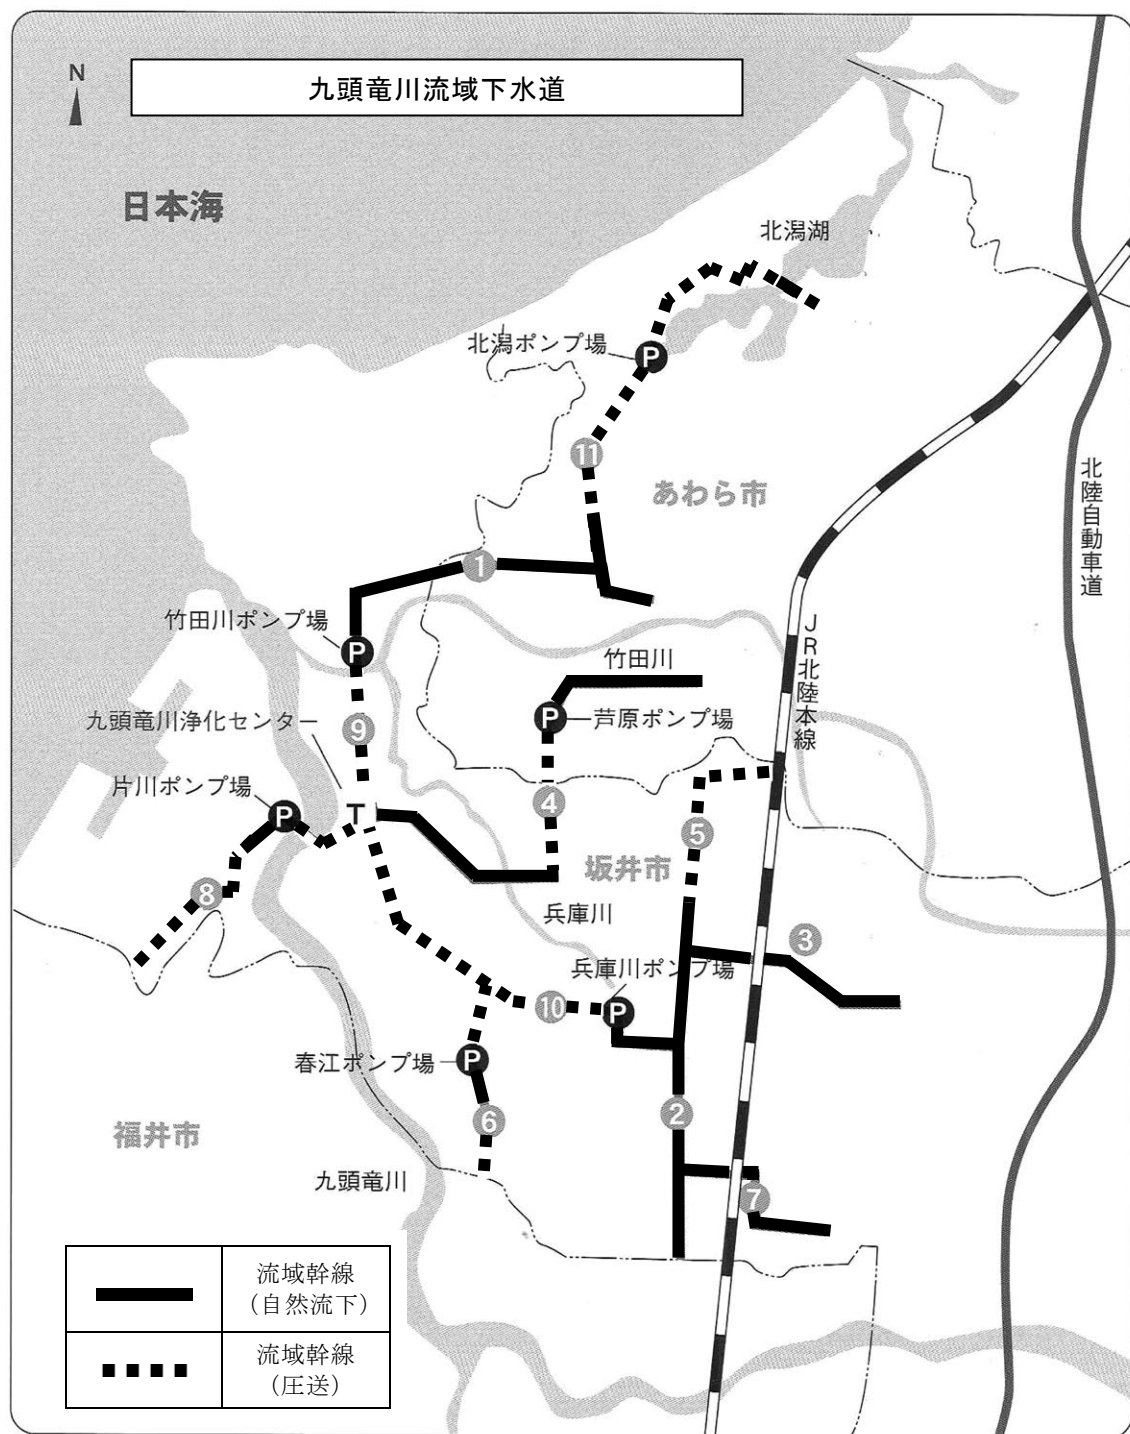 N
九頭竜川流域下水道
日本海
北潟湖
北潟ポンプ場
P
11
あわら市
北陸自動車道
1
竹田川ポンプ場
P
JR北陸本線
竹田川
九頭竜川浄化センター
9
P
芦原ポンプ場
片川ポンプ場
P
T
4
5
坂井市
8
兵庫川
3
兵庫川ポンプ場
10
P
春江ポンプ場
P
6
2
福井市
九頭竜川
7
流域幹線
（自然流下）
流域幹線
（圧送）